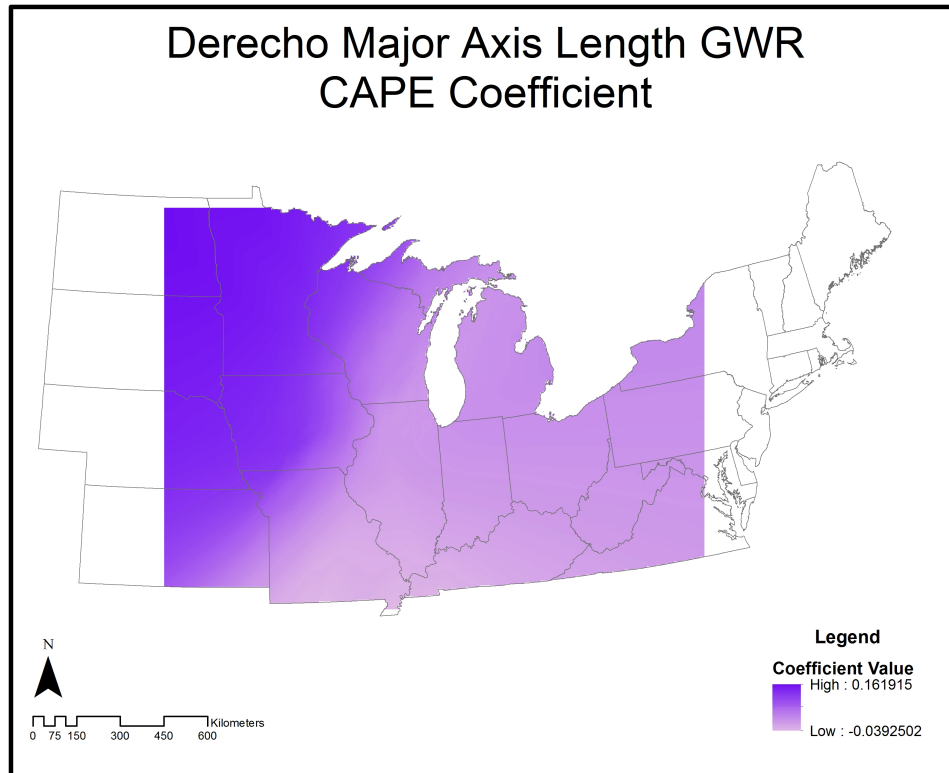 Derecho Major Axis Length GWR
CAPE Coefficient
N
Kilometers
0 75 150 300 450 600
Legend
Coefficient Value
High : 0.161915
Low : -0.0392502